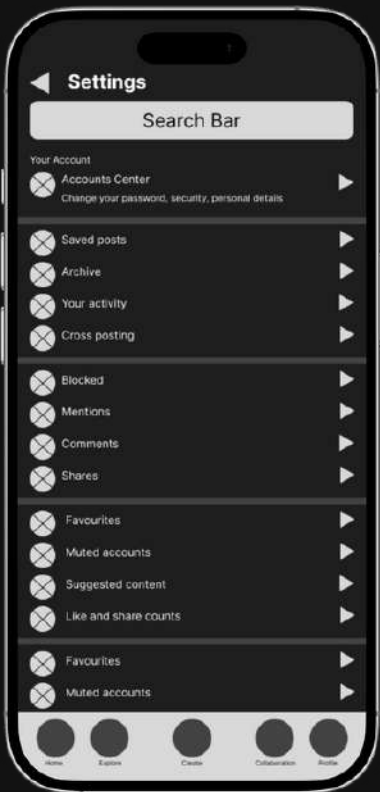 Settings
Search Bar
Your Account
Accounts Center
Change your password, security, personal details
Saved posts
Archive
Your activity
Cross posting
Blocked
Mentions
Comments
Shares
Favourites
Muted accounts
Suggested content
Like and share counts
Favourites
Muted accounts
Home Explore Create Collaboration Profile